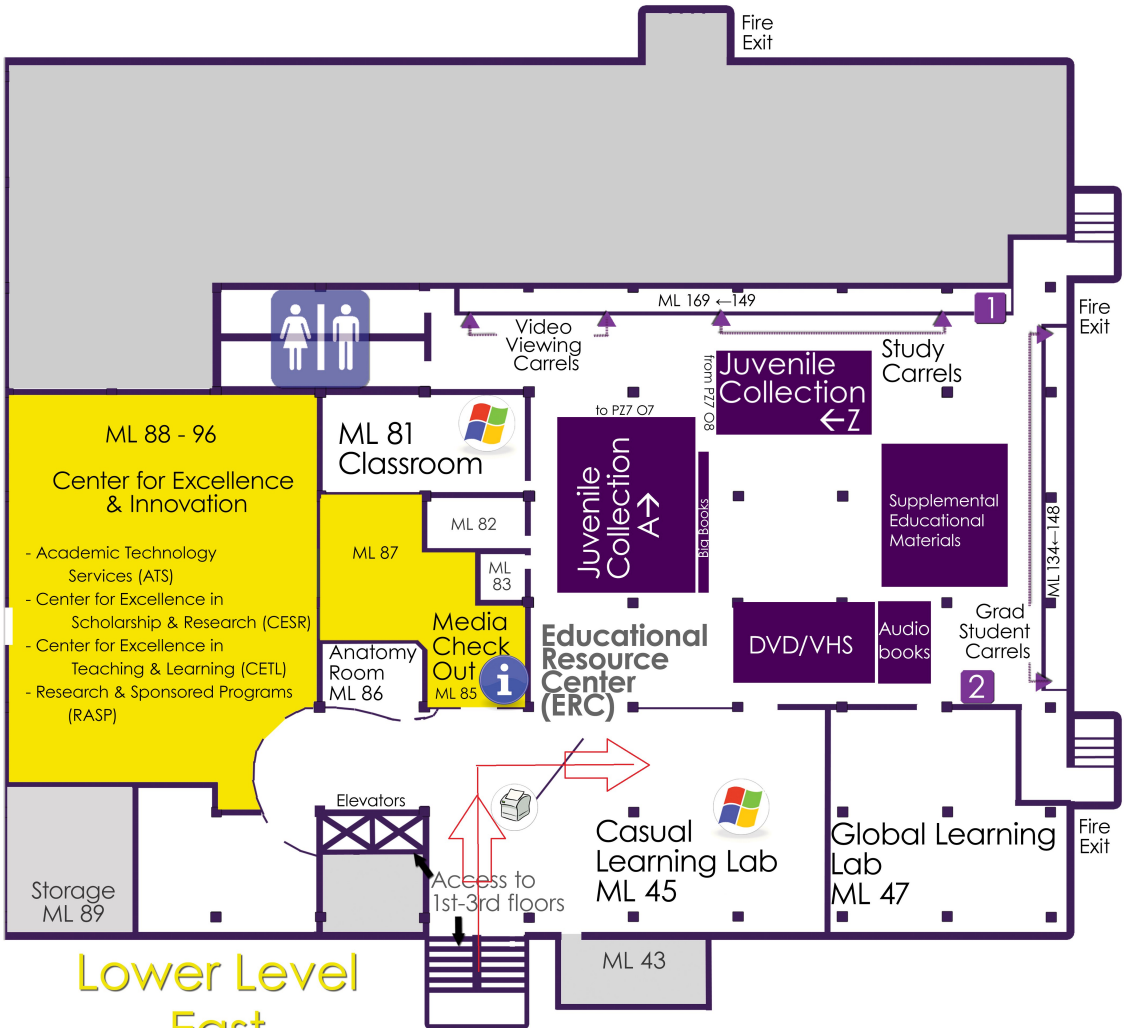 Fire
Exit
ML 169 ←149
1
Fire
Exit
Video
Viewing
Carrels
Study
Carrels
Juvenile
Collection
←Z
from PZ7 O8
to PZ7 O7
ML 88 - 96
Center for Excellence
& Innovation
- Academic Technology
Services (ATS)
- Center for Excellence in
Scholarship & Research (CESR)
- Center for Excellence in
Teaching & Learning (CETL)
- Research & Sponsored Programs
(RASP)
ML 81
Classroom
ML 82
ML 87
ML
83
Juvenile
Collection
A→
Big Books
Supplemental
Educational
Materials
ML 134←148
Grad
Student
Carrels
Media
Check
Out
ML 85
i
Anatomy
Room
ML 86
Educational
Resource
Center
(ERC)
DVD/VHS
Audio
books
2
Elevators
Access to
1st-3rd floors
Casual
Learning Lab
ML 45
Global Learning
Lab
ML 47
Fire
Exit
Storage
ML 89
ML 43
Lower Level
East